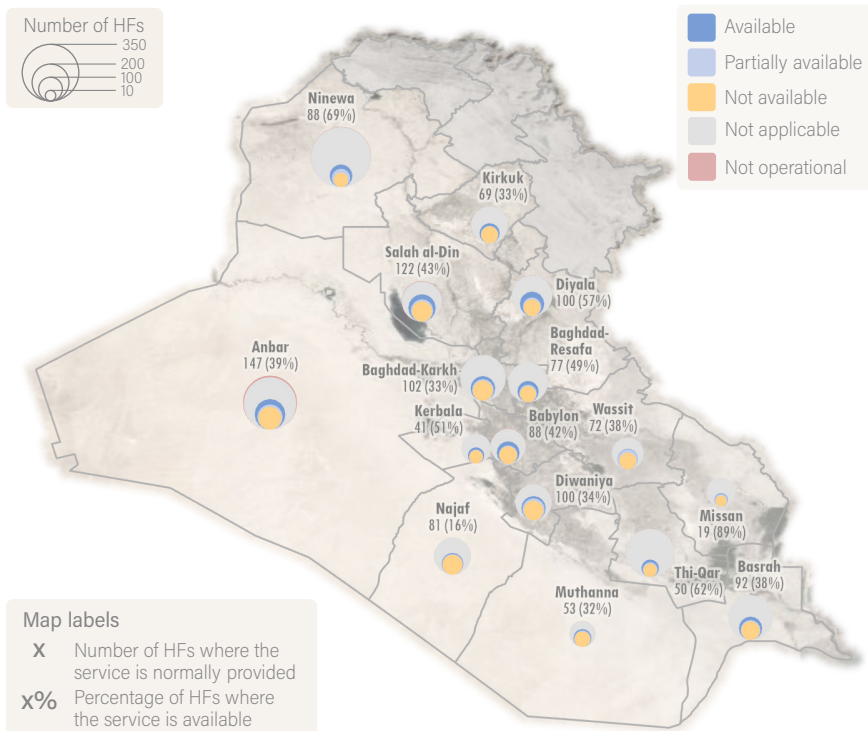 Number of HFs
350
200
100
10
Available
Partially available
Not available
Not applicable
Not operational
Ninewa
88 (69%)
Kirkuk
69 (33%)
Salah al-Din
122 (43%)
Diyala
100 (57%)
Baghdad-
Resafa
77 (49%)
Anbar
147 (39%)
Baghdad-Karkh
102 (33%)
Kerbala
41 (51%)
Babylon
88 (42%)
Wassit
72 (38%)
Diwaniya
100 (34%)
Missan
19 (89%)
Najaf
81 (16%)
Thi-Qar
50 (62%)
Basrah
92 (38%)
Muthanna
53 (32%)
Map labels
X Number of HFs where the
service is normally provided
x% Percentage of HFs where
the service is available